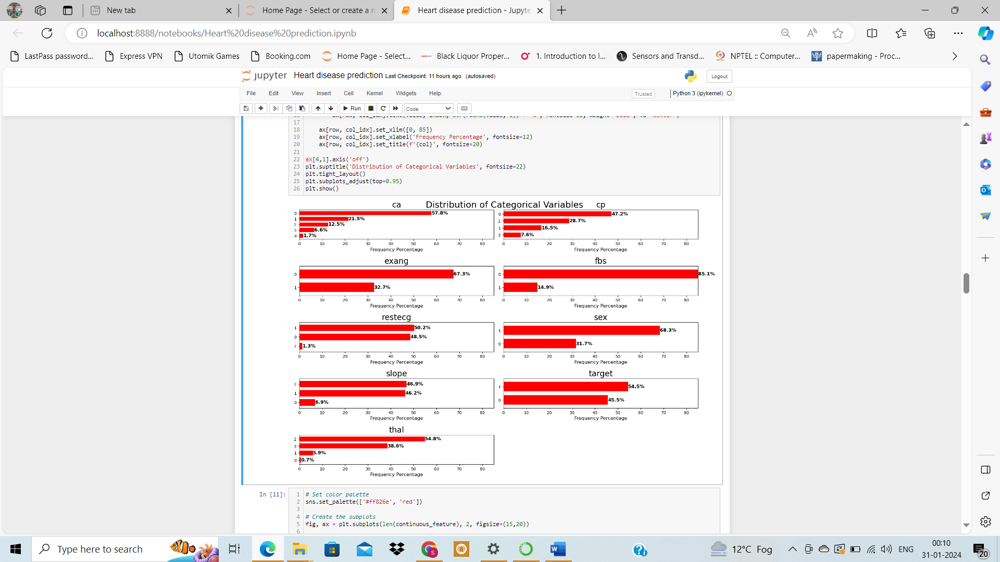 New tab
Home Page - Select or create a n
Heart disease prediction - Jupyte
localhost:8888/notebooks/Heart%20disease%20prediction.ipynb
LastPass password...
Express VPN
Utomik Games
Booking.com
Home Page - Select...
Black Liquor Proper...
1. Introduction to I...
Sensors and Transd...
NPTEL :: Computer...
papermaking - Proc...
jupyter Heart disease prediction Last Checkpoint: 11 hours ago (autosaved)
Logout
File Edit View Insert Cell Kernel Widgets Help
Trusted
Python 3 (ipykernel)
Run
Code
17
18 ax[row, col_idx].set_xlim([0, 85])
19 ax[row, col_idx].set_xlabel('Frequency Percentage', fontsize=12)
20 ax[row, col_idx].set_title(f'{col}', fontsize=20)
21
22 ax[4,1].axis('off')
23 plt.suptitle('Distribution of Categorical Variables', fontsize=22)
24 plt.tight_layout()
25 plt.subplots_adjust(top=0.95)
26 plt.show()
Distribution of Categorical Variables
ca
0 57.8%
1 21.5%
2 12.5%
3 6.6%
4 1.7%
0 10 20 30 40 50 60 70 80
Frequency Percentage
cp
0 47.2%
2 28.7%
1 16.5%
3 7.6%
0 10 20 30 40 50 60 70 80
Frequency Percentage
exang
0 67.3%
1 32.7%
0 10 20 30 40 50 60 70 80
Frequency Percentage
fbs
0 85.1%
1 14.9%
0 10 20 30 40 50 60 70 80
Frequency Percentage
restecg
1 50.2%
0 48.5%
2 1.3%
0 10 20 30 40 50 60 70 80
Frequency Percentage
sex
1 68.3%
0 31.7%
0 10 20 30 40 50 60 70 80
Frequency Percentage
slope
2 46.9%
1 46.2%
0 6.9%
0 10 20 30 40 50 60 70 80
Frequency Percentage
target
1 54.5%
0 45.5%
0 10 20 30 40 50 60 70 80
Frequency Percentage
thal
2 54.8%
3 38.6%
1 5.9%
0 0.7%
0 10 20 30 40 50 60 70 80
Frequency Percentage
In [11]:
1 # Set color palette
2 sns.set_palette(['#ff826e', 'red'])
3
4 # Create the subplots
5 fig, ax = plt.subplots(len(continuous_feature), 2, figsize=(15,20))
6
Type here to search
12°C Fog
ENG
00:10
31-01-2024
20